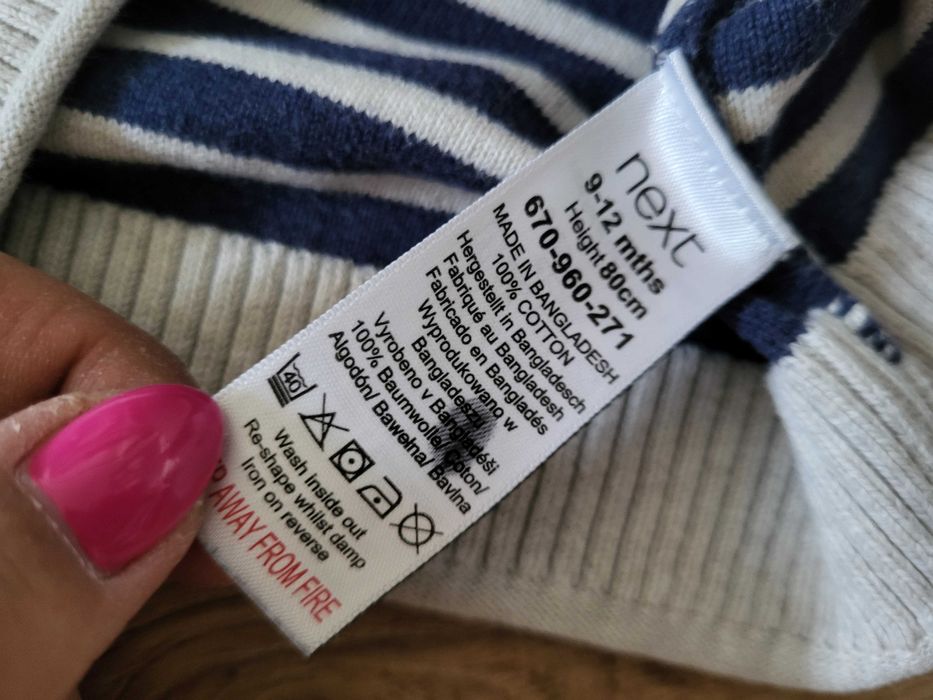 next
9-12 mths
Height 80cm
670-960-271
MADE IN BANGLADESH
100% COTTON
Hergestellt in Bangladesch
Fabriqué au Bangladesh
Fabricado en Bangladés
Wyprodukowano w
Bangladesz
Vyrobeno v
100% Baumwolle/ Coton/
Algodón/ Bawełna/ Bavlna
40
Wash inside out
Re-shape whilst damp
Iron on reverse
AWAY FROM FIRE